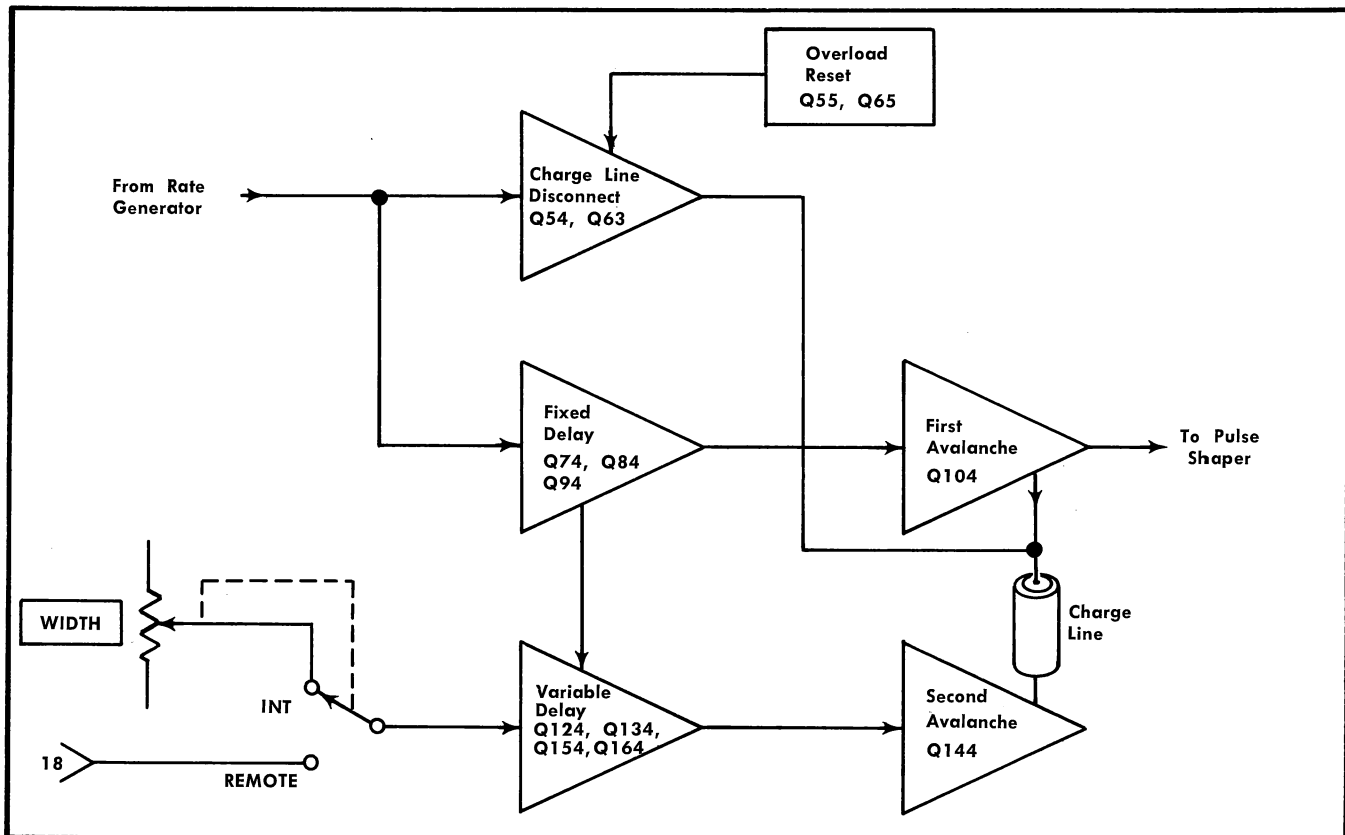 Overload
Reset
Q55, Q65
From Rate
Generator
Charge Line
Disconnect
Q54, Q63
Fixed
Delay
Q74, Q84
Q94
First
Avalanche
Q104
To Pulse
Shaper
WIDTH
INT
18
REMOTE
Variable
Delay
Q124, Q134,
Q154, Q164
Second
Avalanche
Q144
Charge
Line